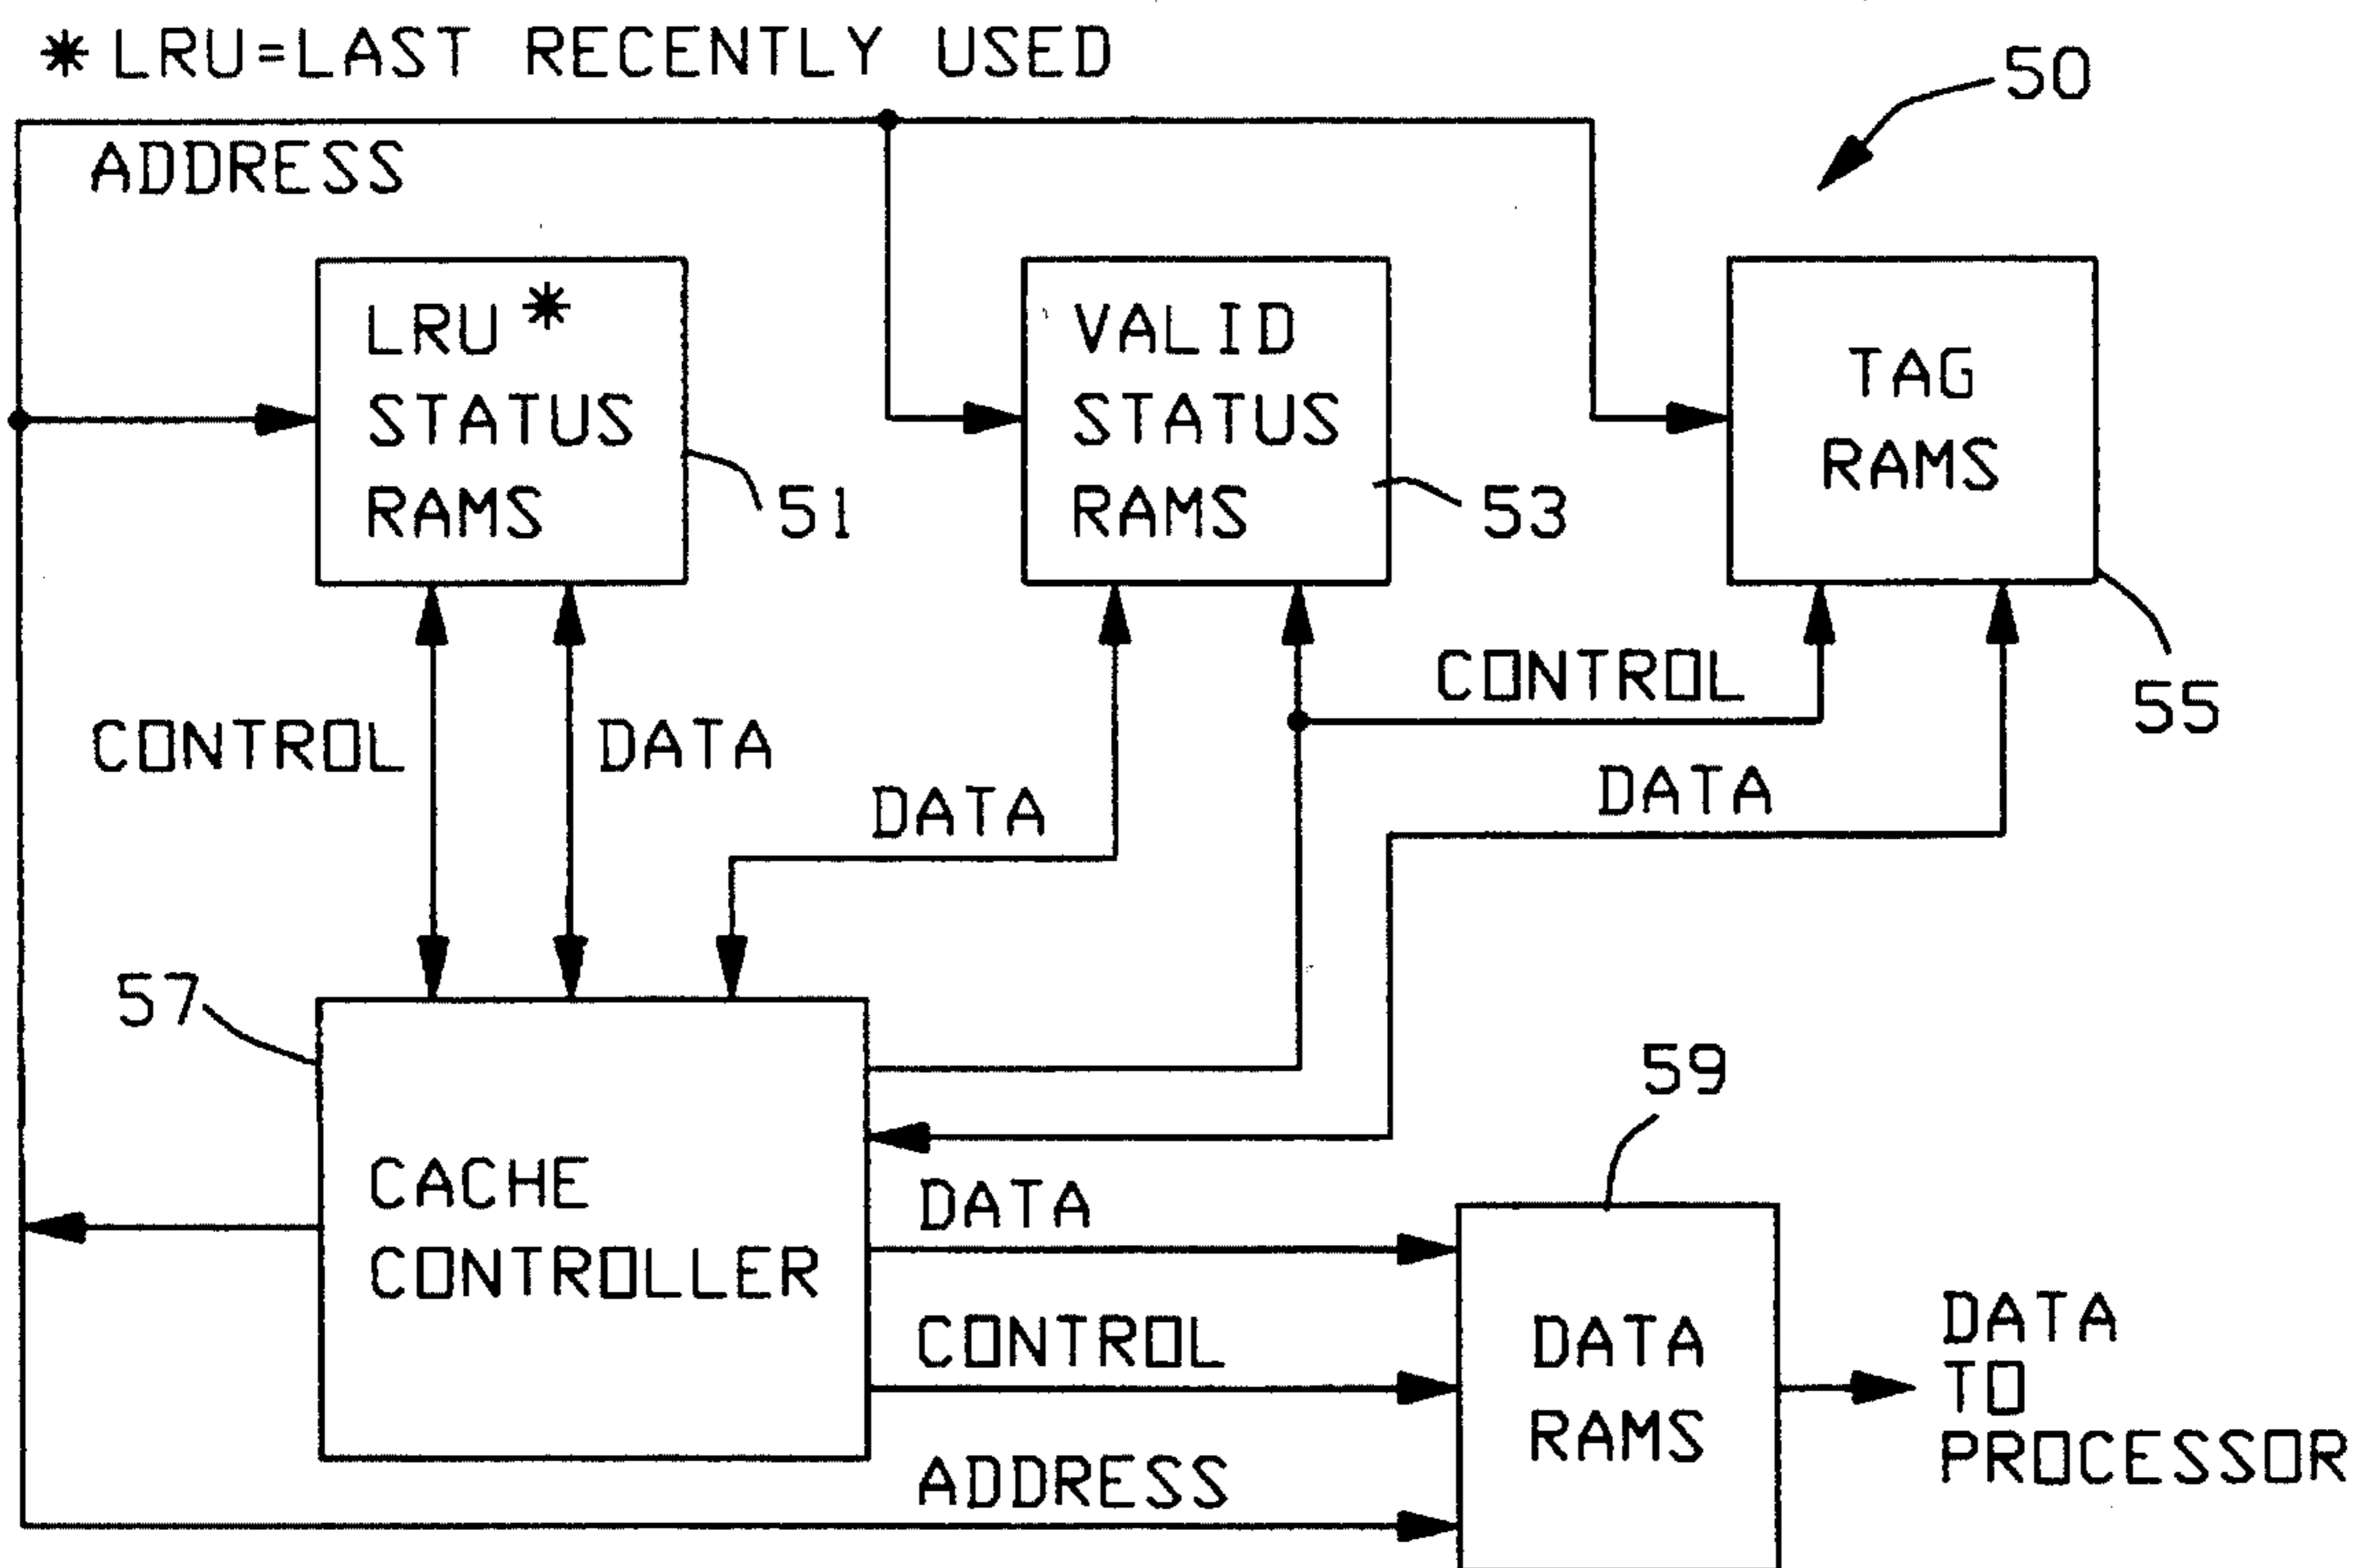 *LRU=LAST RECENTLY USED
50
ADDRESS
LRU*
STATUS
RAMS
51
VALID
STATUS
RAMS
53
TAG
RAMS
55
CONTROL
DATA
DATA
CONTROL
DATA
57
CACHE
CONTROLLER
DATA
CONTROL
ADDRESS
59
DATA
RAMS
DATA
TO
PROCESSOR